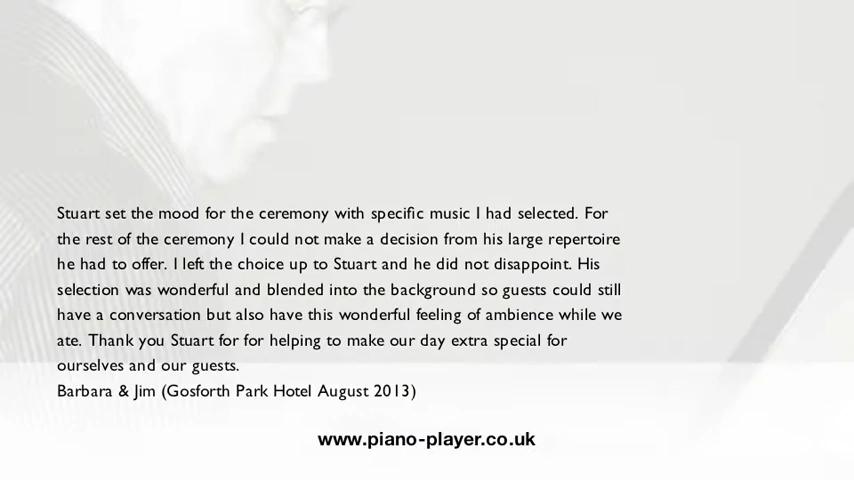 Stuart set the mood for the ceremony with specific music I had selected. For
the rest of the ceremony I could not make a decision from his large repertoire
he had to offer. I left the choice up to Stuart and he did not disappoint. His
selection was wonderful and blended into the background so guests could still
have a conversation but also have this wonderful feeling of ambience while we
ate. Thank you Stuart for for helping to make our day extra special for
ourselves and our guests.
Barbara & Jim (Gosforth Park Hotel August 2013)
www.piano-player.co.uk